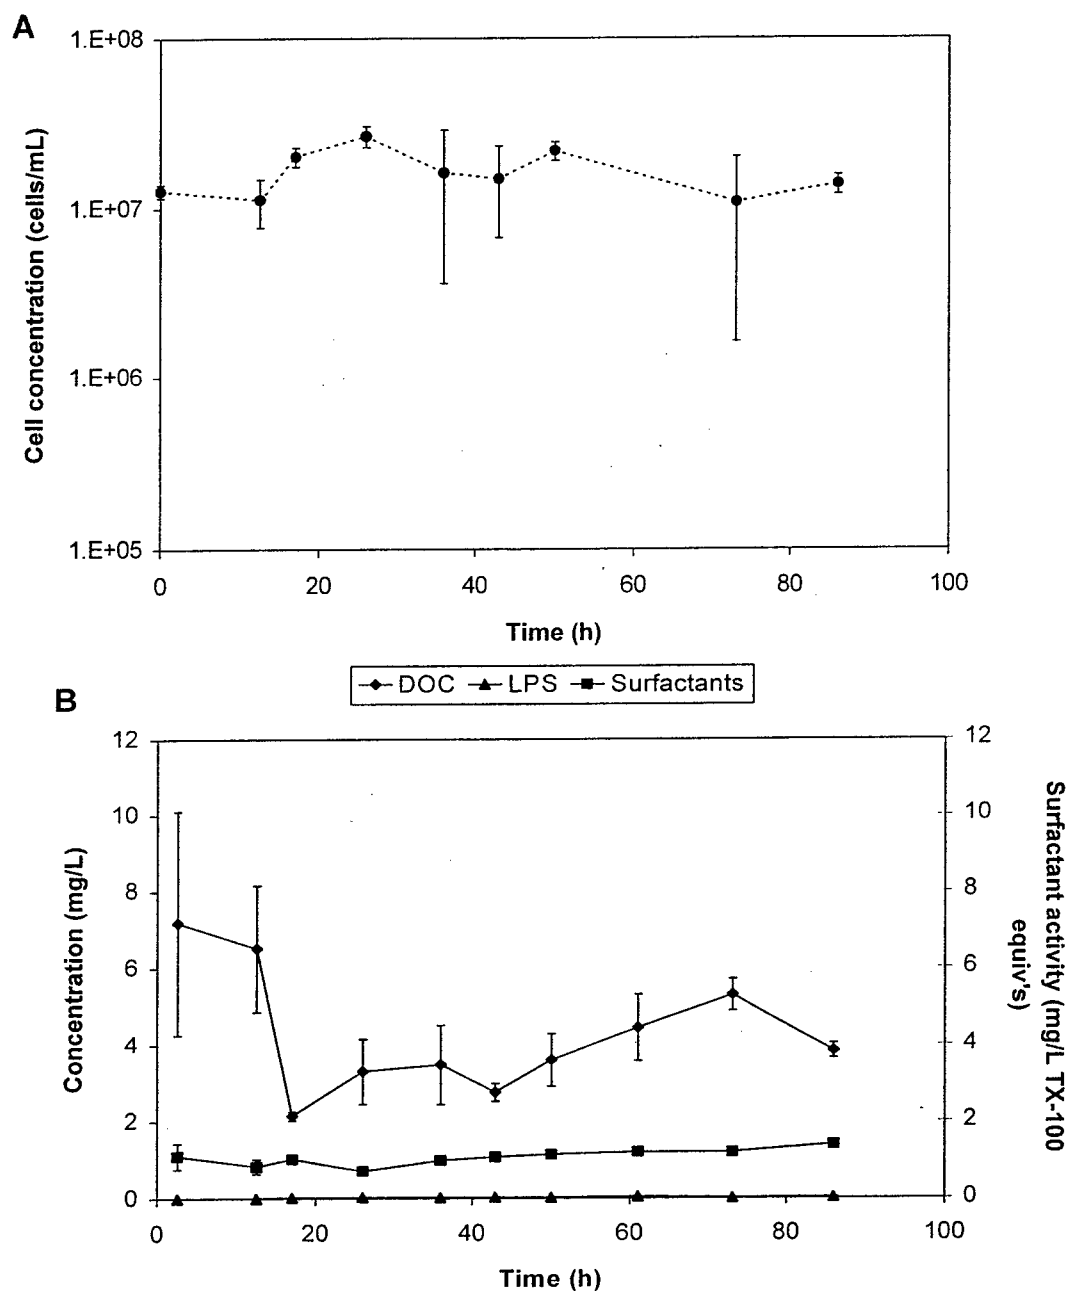 A
1.E+08
1.E+07
1.E+06
1.E+05
Cell concentration (cells/mL)
0 20 40 60 80 100
Time (h)
DOC LPS Surfactants
B
12
10
8
6
4
2
0
Concentration (mg/L)
12
10
8
6
4
2
0
Surfactant activity (mg/L TX-100
equiv's)
0 20 40 60 80 100
Time (h)